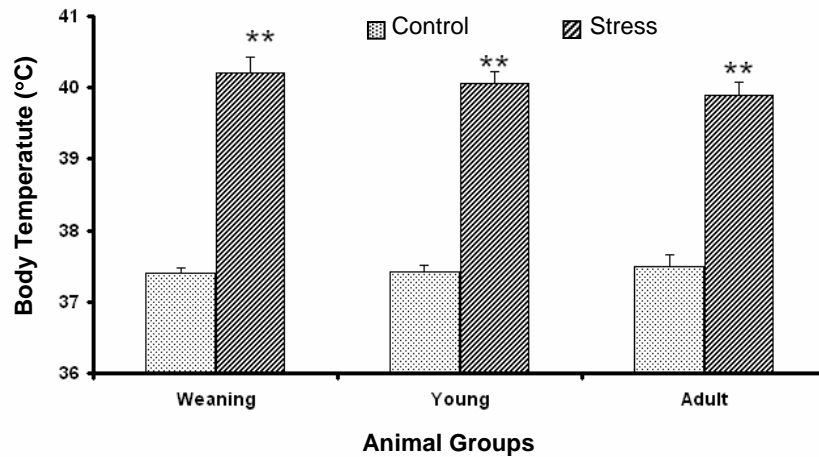 41
40
39
38
37
36
Body Temperatute (°C)
Control
Stress
**
**
**
Weaning
Young
Adult
Animal Groups